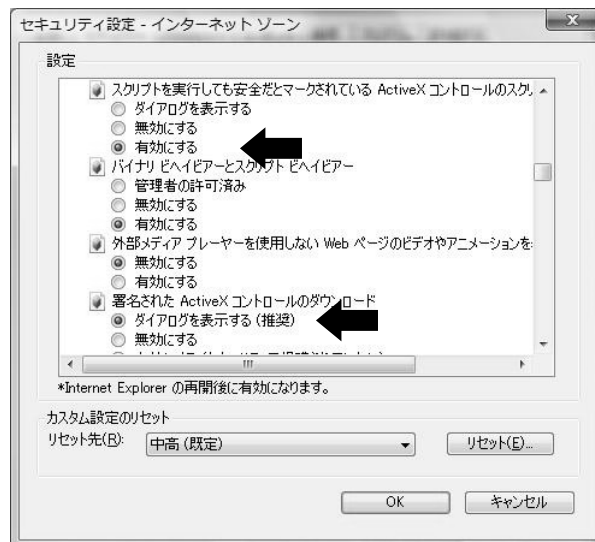 セキュリティ設定 - インターネット ゾーン
設定
スクリプトを実行しても安全だとマークされている ActiveX コントロールのスクリ
ダイアログを表示する
無効にする
有効にする
バイナリ ビヘイビアーとスクリプト ビヘイビアー
管理者の許可済み
無効にする
有効にする
外部メディア プレーヤーを使用しない Web ページのビデオやアニメーションを
無効にする
有効にする
署名された ActiveX コントロールのダウンロード
ダイアログを表示する (推奨)
無効にする
*Internet Explorer の再開後に有効になります。
カスタム設定のリセット
リセット先(R): 中高 (既定) リセット(E)...
OK キャンセル